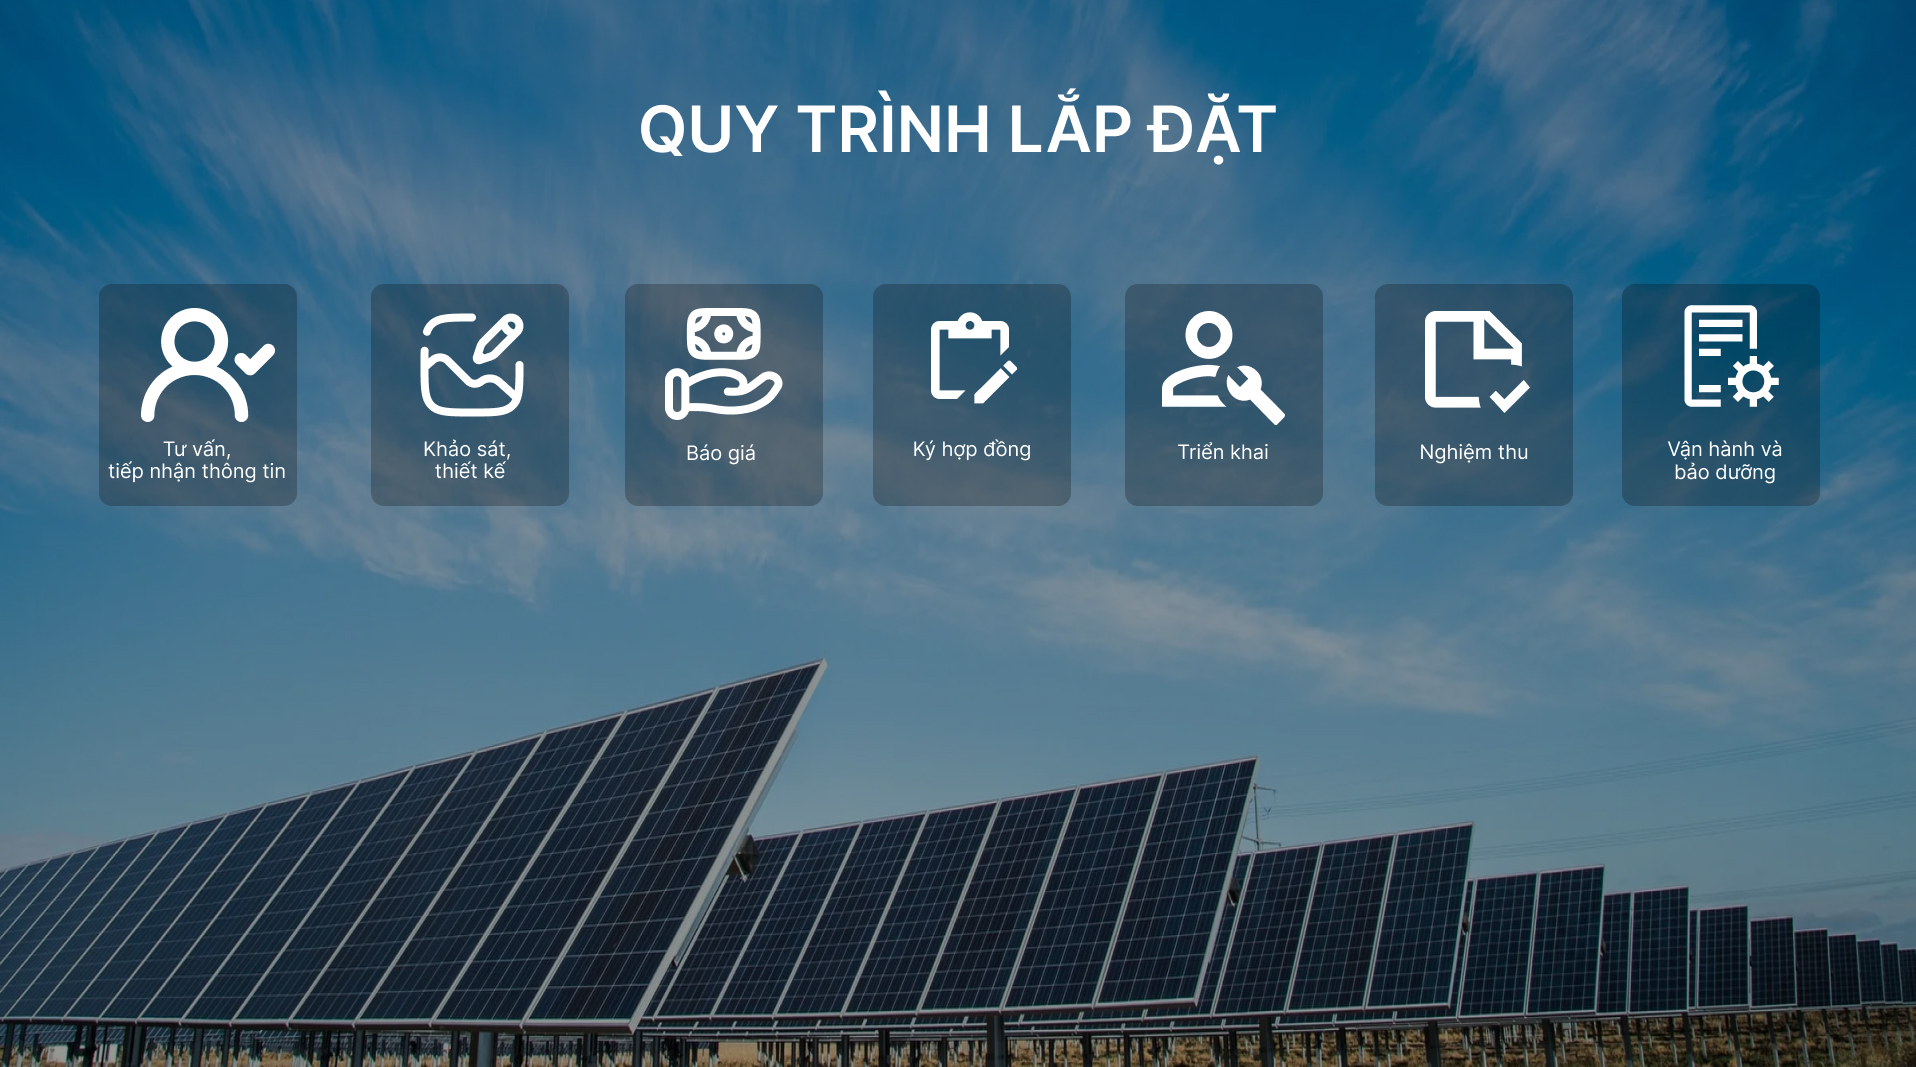 QUY TRÌNH LẮP ĐẶT
Tư vấn,
tiếp nhận thông tin
Khảo sát,
thiết kế
Báo giá
Ký hợp đồng
Triển khai
Nghiệm thu
Vận hành và
bảo dưỡng